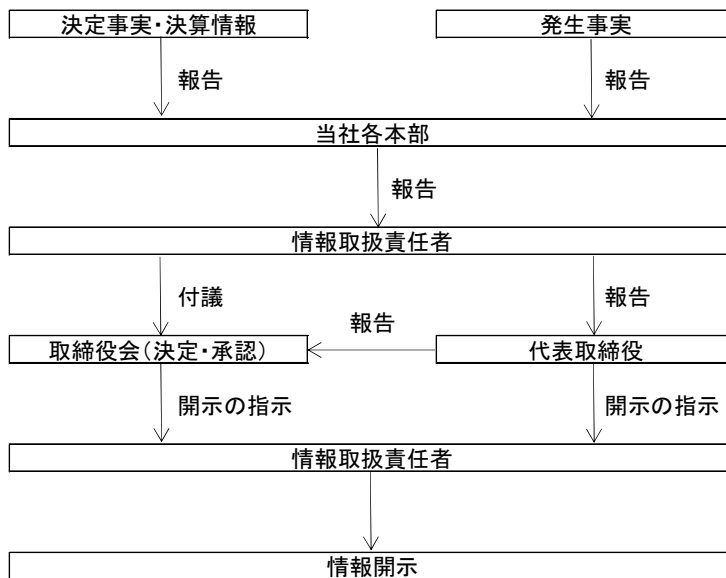 決定事実・決算情報
発生事実
報告
報告
当社各本部
報告
情報取扱責任者
付議
報告
報告
取締役会(決定・承認)
代表取締役
開示の指示
開示の指示
情報取扱責任者
情報開示